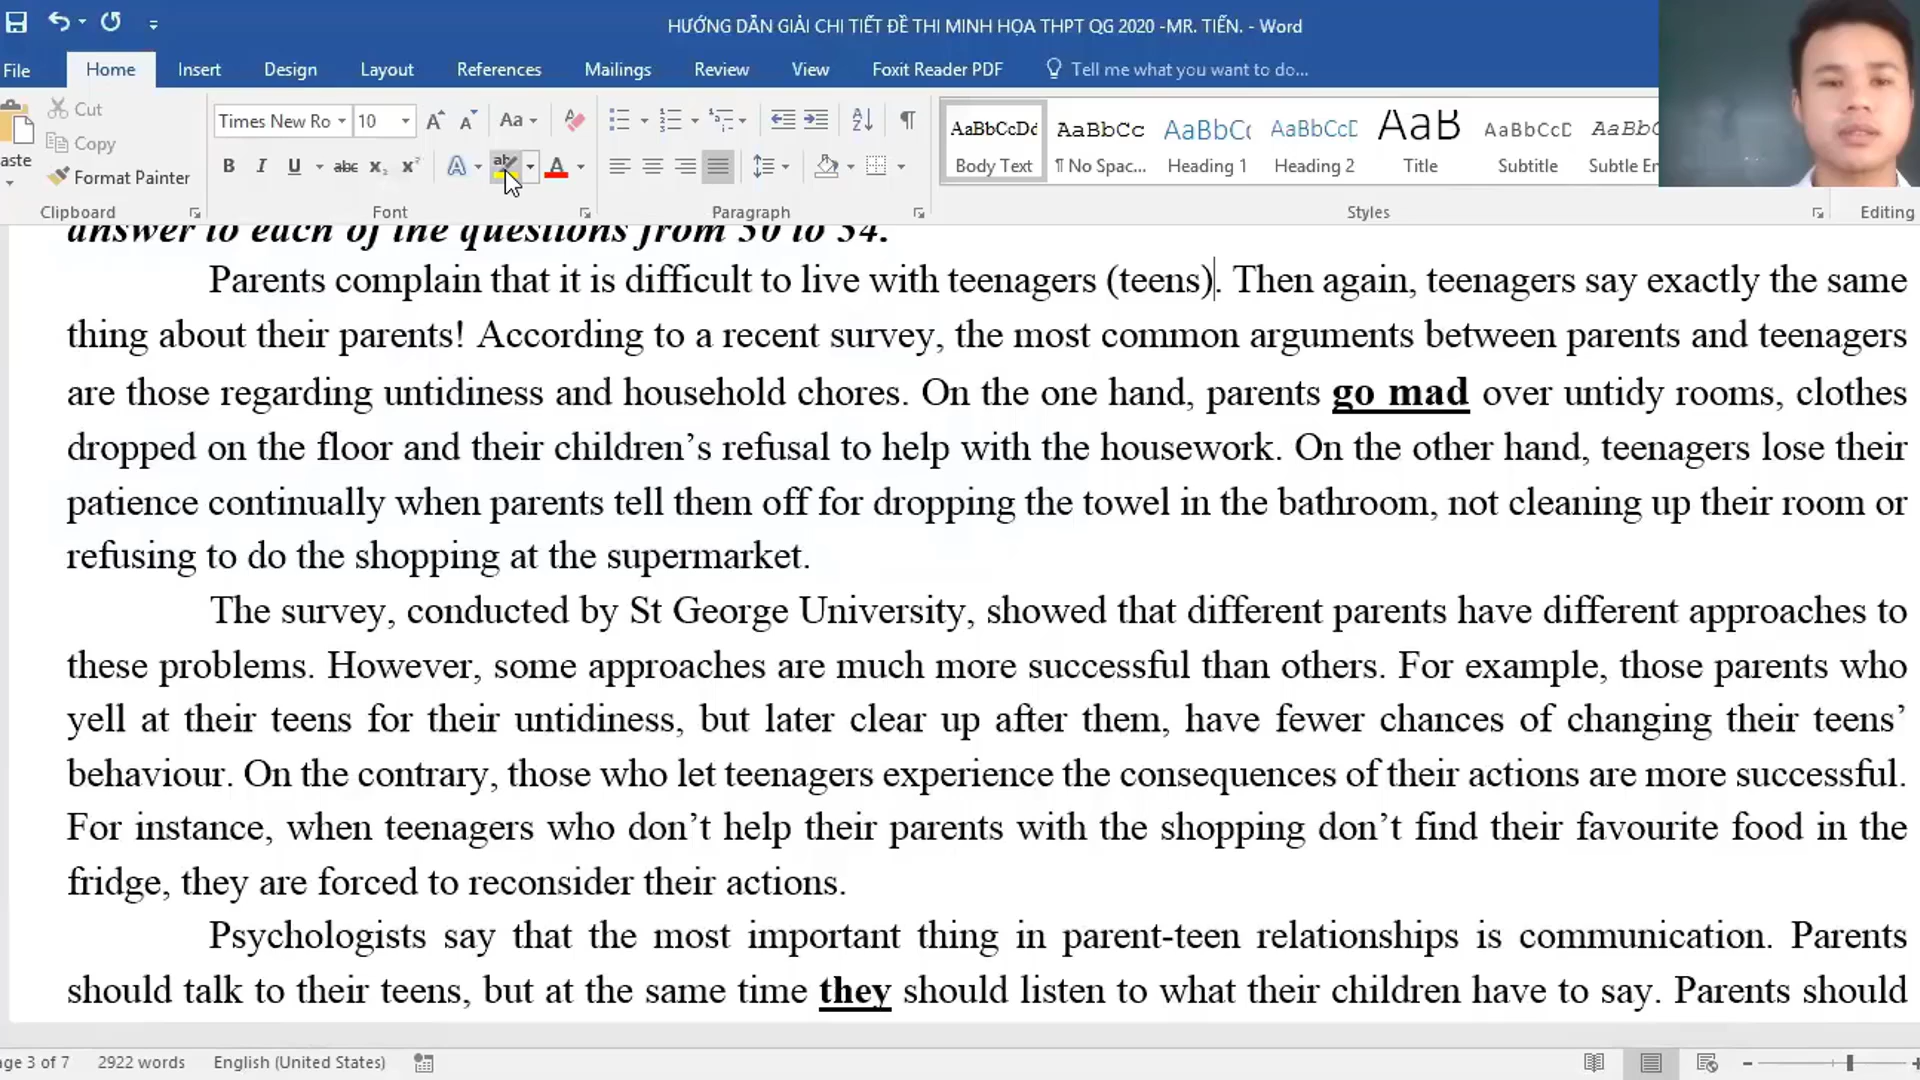 HƯỚNG DẪN GIẢI CHI TIẾT ĐỀ THI MINH HỌA THPT QG 2020 -MR. TIẾN. - Word
File Home Insert Design Layout References Mailings Review View Foxit Reader PDF Tell me what you want to do...
Cut
Copy
aste
Format Painter
Clipboard
Times New Ro 10 Aa
B I U abc x₂ x² A ab A
Font
Paragraph
AaBbCcDd AaBbCc AaBbC AaBbCcD AaB AaBbCcD AaBbCc
Body Text ¶ No Spac... Heading 1 Heading 2 Title Subtitle Subtle En
Styles
Editing
answer to each of the questions from 30 to 34.
Parents complain that it is difficult to live with teenagers (teens). Then again, teenagers say exactly the same
thing about their parents! According to a recent survey, the most common arguments between parents and teenagers
are those regarding untidiness and household chores. On the one hand, parents go mad over untidy rooms, clothes
dropped on the floor and their children’s refusal to help with the housework. On the other hand, teenagers lose their
patience continually when parents tell them off for dropping the towel in the bathroom, not cleaning up their room or
refusing to do the shopping at the supermarket.
The survey, conducted by St George University, showed that different parents have different approaches to
these problems. However, some approaches are much more successful than others. For example, those parents who
yell at their teens for their untidiness, but later clear up after them, have fewer chances of changing their teens’
behaviour. On the contrary, those who let teenagers experience the consequences of their actions are more successful.
For instance, when teenagers who don’t help their parents with the shopping don’t find their favourite food in the
fridge, they are forced to reconsider their actions.
Psychologists say that the most important thing in parent-teen relationships is communication. Parents
should talk to their teens, but at the same time they should listen to what their children have to say. Parents should
age 3 of 7 2922 words English (United States)